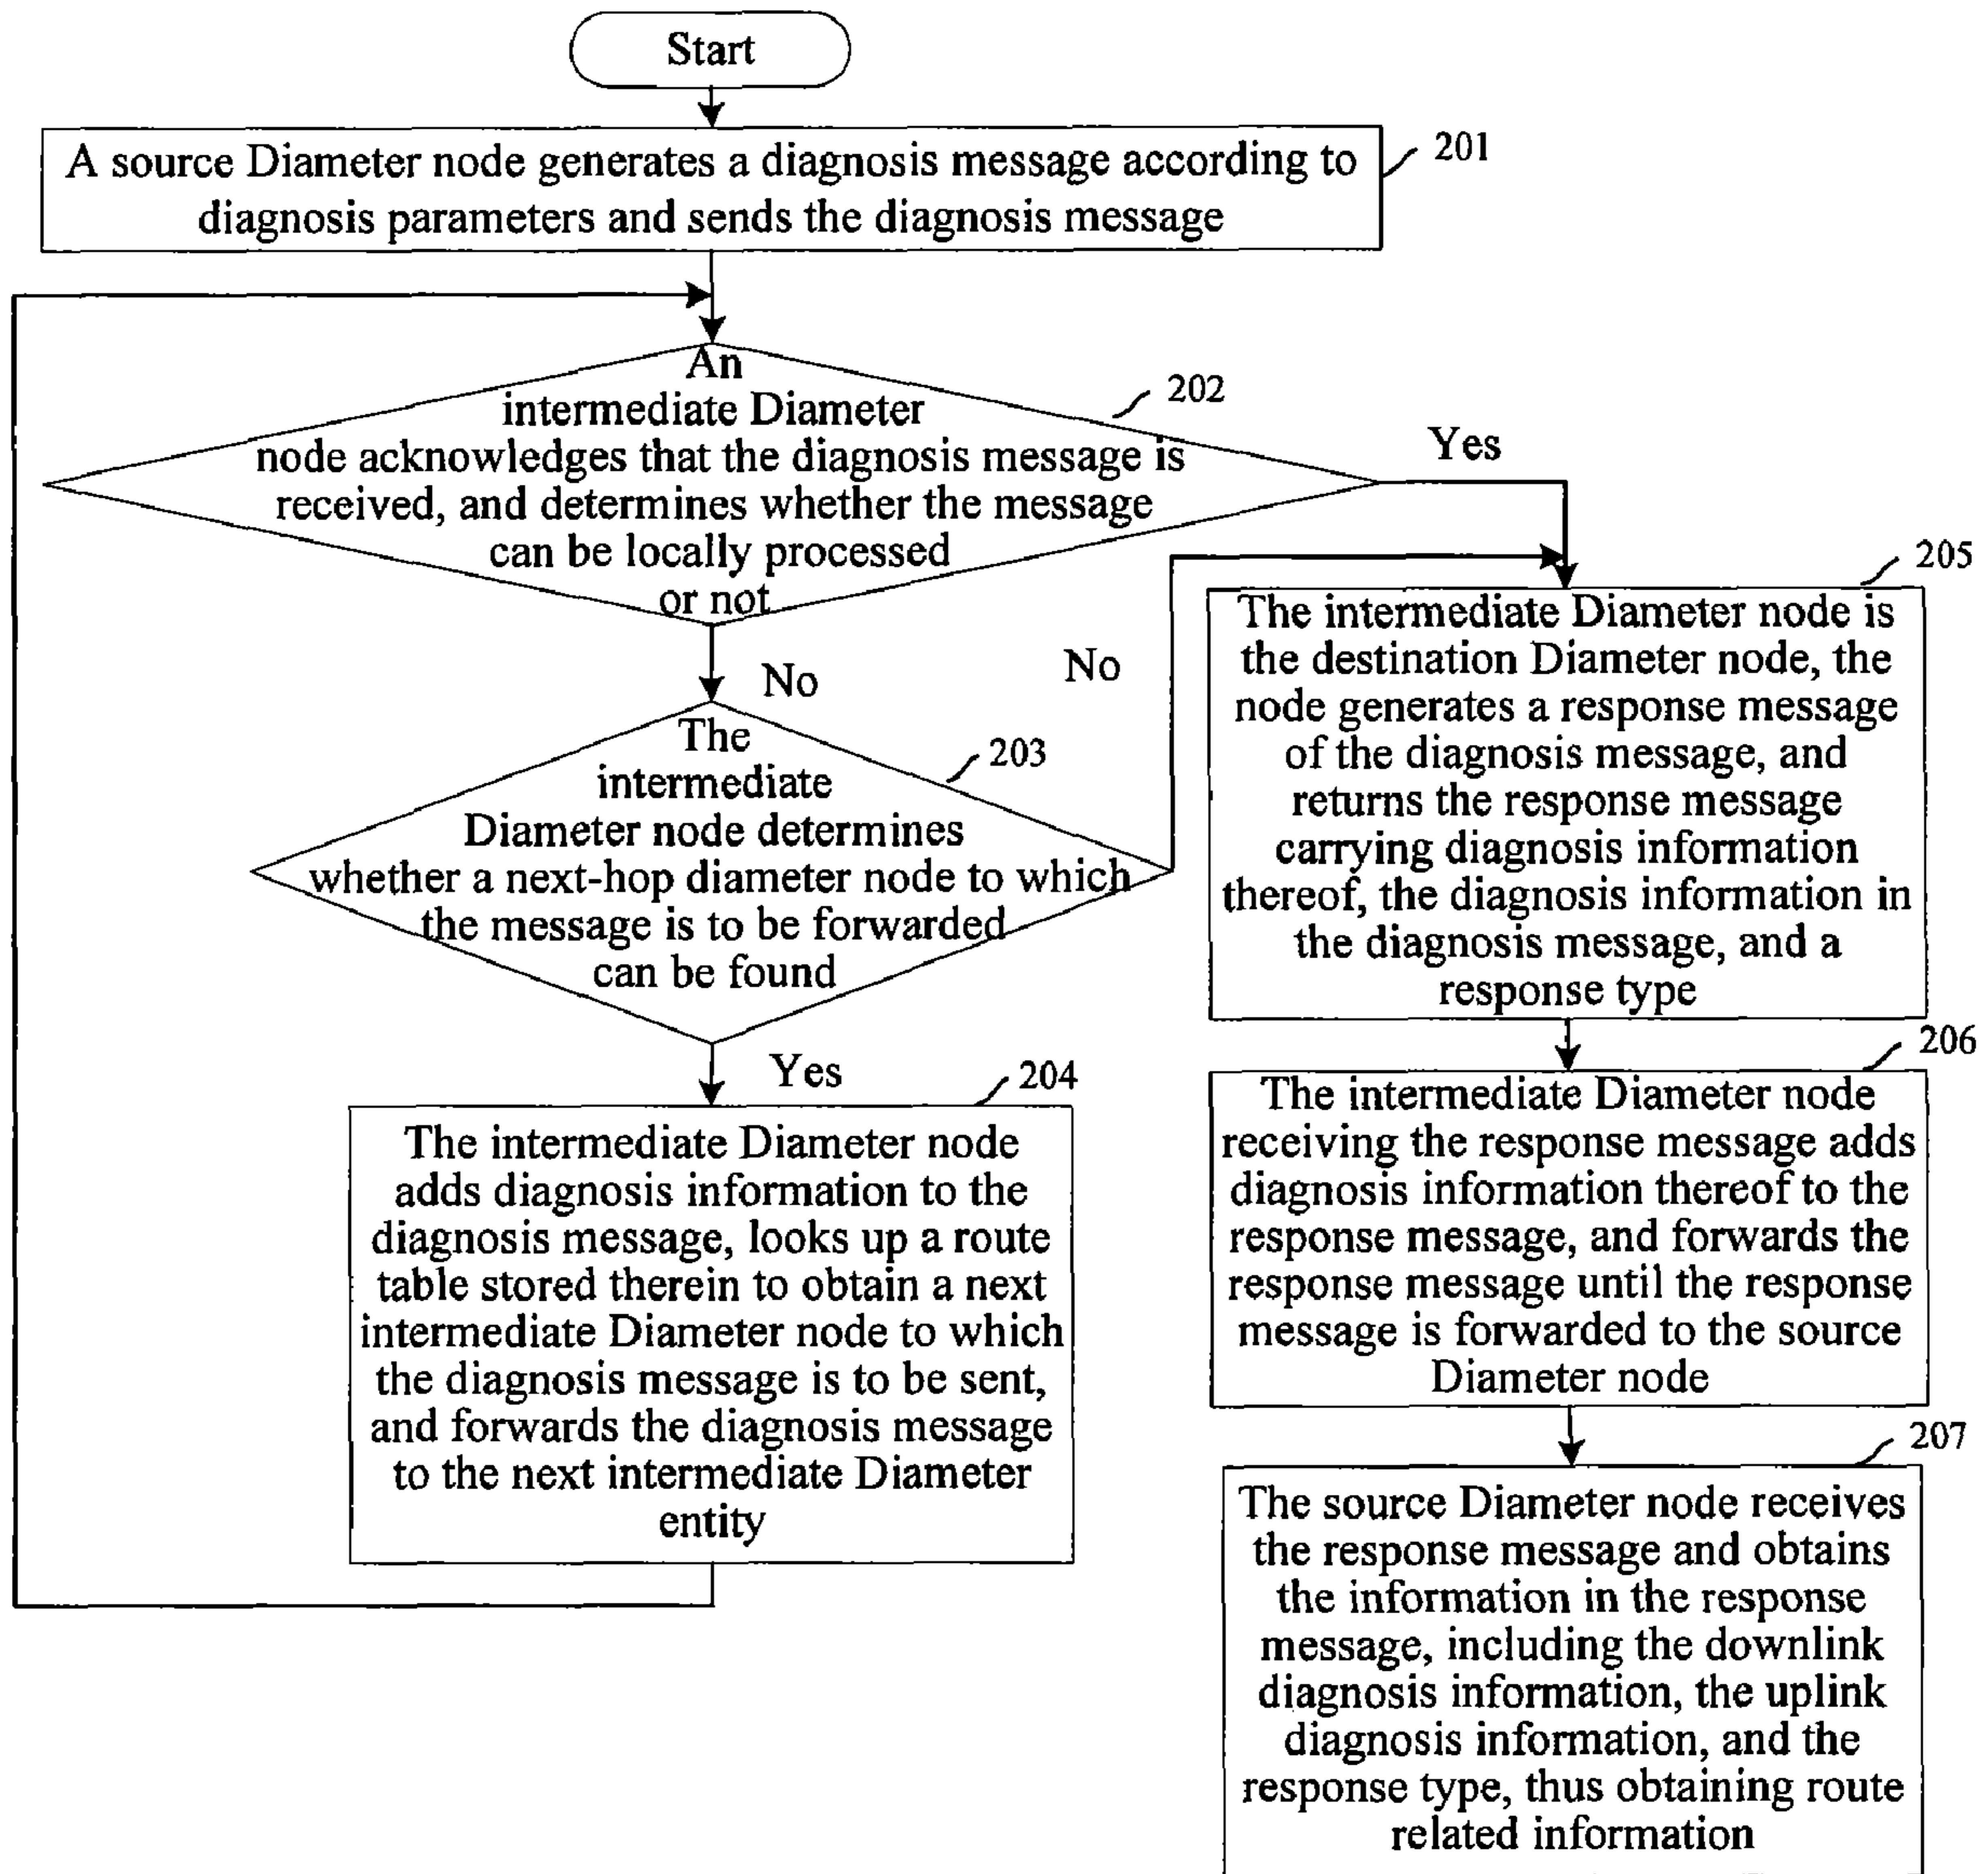 Start
A source Diameter node generates a diagnosis message according to
diagnosis parameters and sends the diagnosis message
201
An
intermediate Diameter
node acknowledges that the diagnosis message is
received, and determines whether the message
can be locally processed
or not
202
Yes
No
The
intermediate
Diameter node determines
whether a next-hop diameter node to which
the message is to be forwarded
can be found
203
No
Yes
204
The intermediate Diameter node
adds diagnosis information to the
diagnosis message, looks up a route
table stored therein to obtain a next
intermediate Diameter node to which
the diagnosis message is to be sent,
and forwards the diagnosis message
to the next intermediate Diameter
entity
205
The intermediate Diameter node is
the destination Diameter node, the
node generates a response message
of the diagnosis message, and
returns the response message
carrying diagnosis information
thereof, the diagnosis information in
the diagnosis message, and a
response type
206
The intermediate Diameter node
receiving the response message adds
diagnosis information thereof to the
response message, and forwards the
response message until the response
message is forwarded to the source
Diameter node
207
The source Diameter node receives
the response message and obtains
the information in the response
message, including the downlink
diagnosis information, the uplink
diagnosis information, and the
response type, thus obtaining route
related information